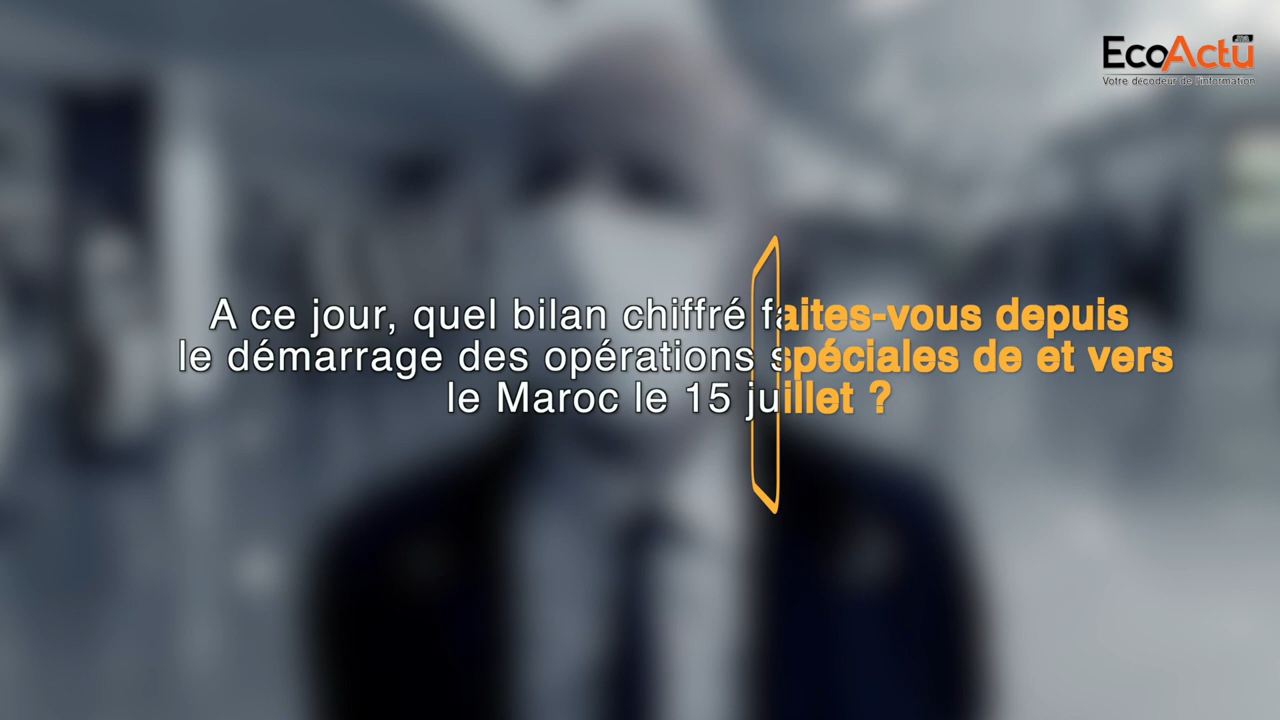 EcoActu
Votre décodeur de l'information
A ce jour, quel bilan chiffré faites-vous depuis
le démarrage des opérations spéciales de et vers
le Maroc le 15 juillet ?